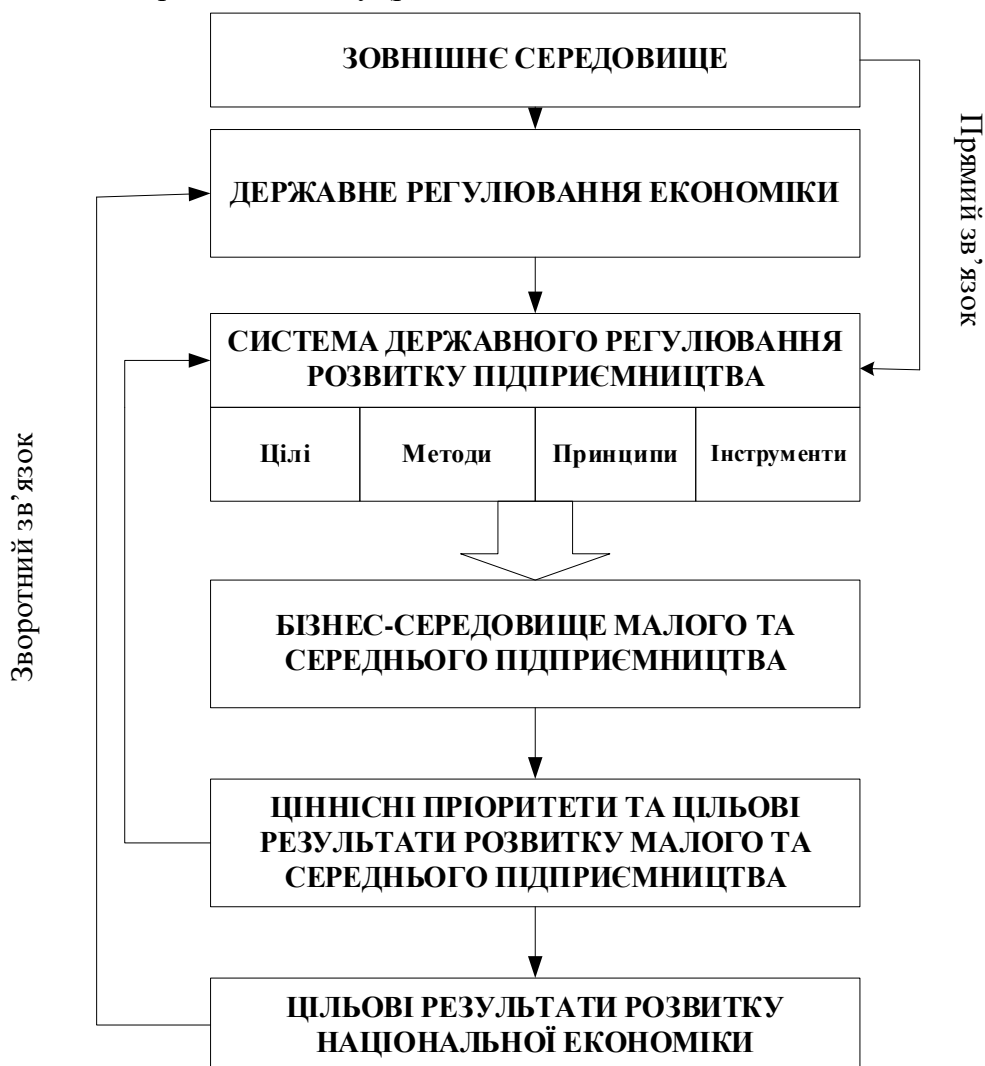 ЗОВНІШНЄ СЕРЕДОВИЩЕ
Прямий зв’язок
ДЕРЖАВНЕ РЕГУЛЮВАННЯ ЕКОНОМІКИ
СИСТЕМА ДЕРЖАВНОГО РЕГУЛЮВАННЯ
РОЗВИТКУ ПІДПРИЄМНИЦТВА
Цілі Методи Принципи Інструменти
Зворотний зв’язок
БІЗНЕС-СЕРЕДОВИЩЕ МАЛОГО ТА
СЕРЕДНЬОГО ПІДПРИЄМНИЦТВА
ЦІННІСНІ ПРІОРИТЕТИ ТА ЦІЛЬОВІ
РЕЗУЛЬТАТИ РОЗВИТКУ МАЛОГО ТА
СЕРЕДНЬОГО ПІДПРИЄМНИЦТВА
ЦІЛЬОВІ РЕЗУЛЬТАТИ РОЗВИТКУ
НАЦІОНАЛЬНОЇ ЕКОНОМІКИ